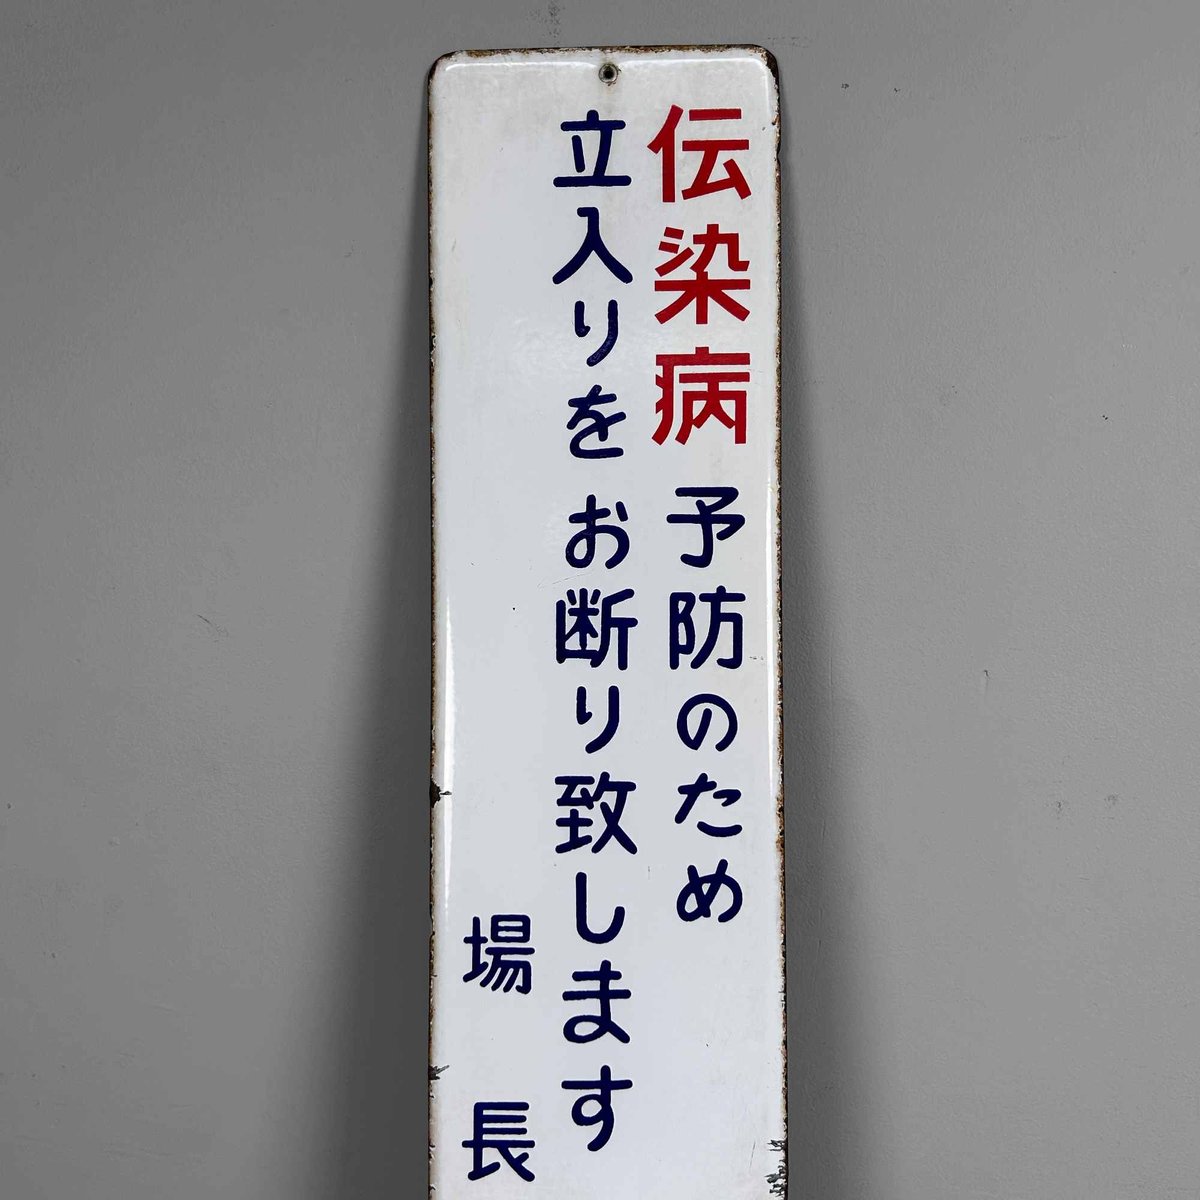 伝染病予防のため
立入りをお断り致します
場長